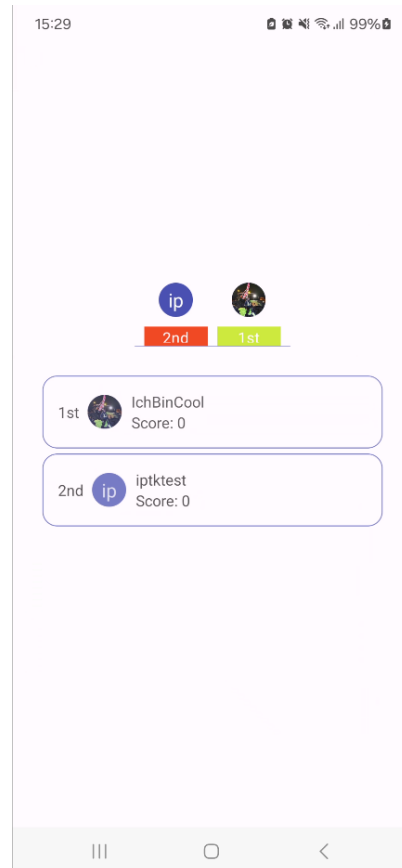 15:29 99%
ip
2nd 1st
1st IchBinCool
Score: 0
2nd ip iptktest
Score: 0